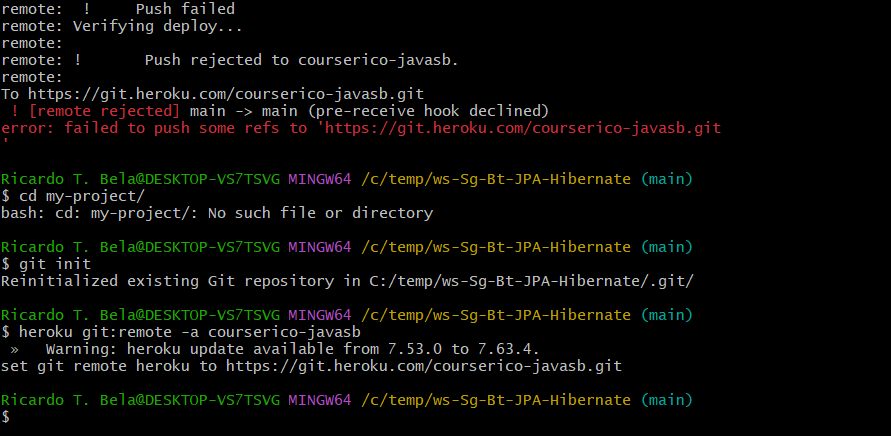 remote:  !     Push failed
remote: Verifying deploy...
remote:
remote: !       Push rejected to courserico-javasb.
remote:
To https://git.heroku.com/courserico-javasb.git
 ! [remote rejected] main -> main (pre-receive hook declined)
error: failed to push some refs to 'https://git.heroku.com/courserico-javasb.git
'
Ricardo T. Bela@DESKTOP-VS7TSVG MINGW64 /c/temp/ws-Sg-Bt-JPA-Hibernate (main)
$ cd my-project/
bash: cd: my-project/: No such file or directory
Ricardo T. Bela@DESKTOP-VS7TSVG MINGW64 /c/temp/ws-Sg-Bt-JPA-Hibernate (main)
$ git init
Reinitialized existing Git repository in C:/temp/ws-Sg-Bt-JPA-Hibernate/.git/
Ricardo T. Bela@DESKTOP-VS7TSVG MINGW64 /c/temp/ws-Sg-Bt-JPA-Hibernate (main)
$ heroku git:remote -a courserico-javasb
 »   Warning: heroku update available from 7.53.0 to 7.63.4.
set git remote heroku to https://git.heroku.com/courserico-javasb.git
Ricardo T. Bela@DESKTOP-VS7TSVG MINGW64 /c/temp/ws-Sg-Bt-JPA-Hibernate (main)
$